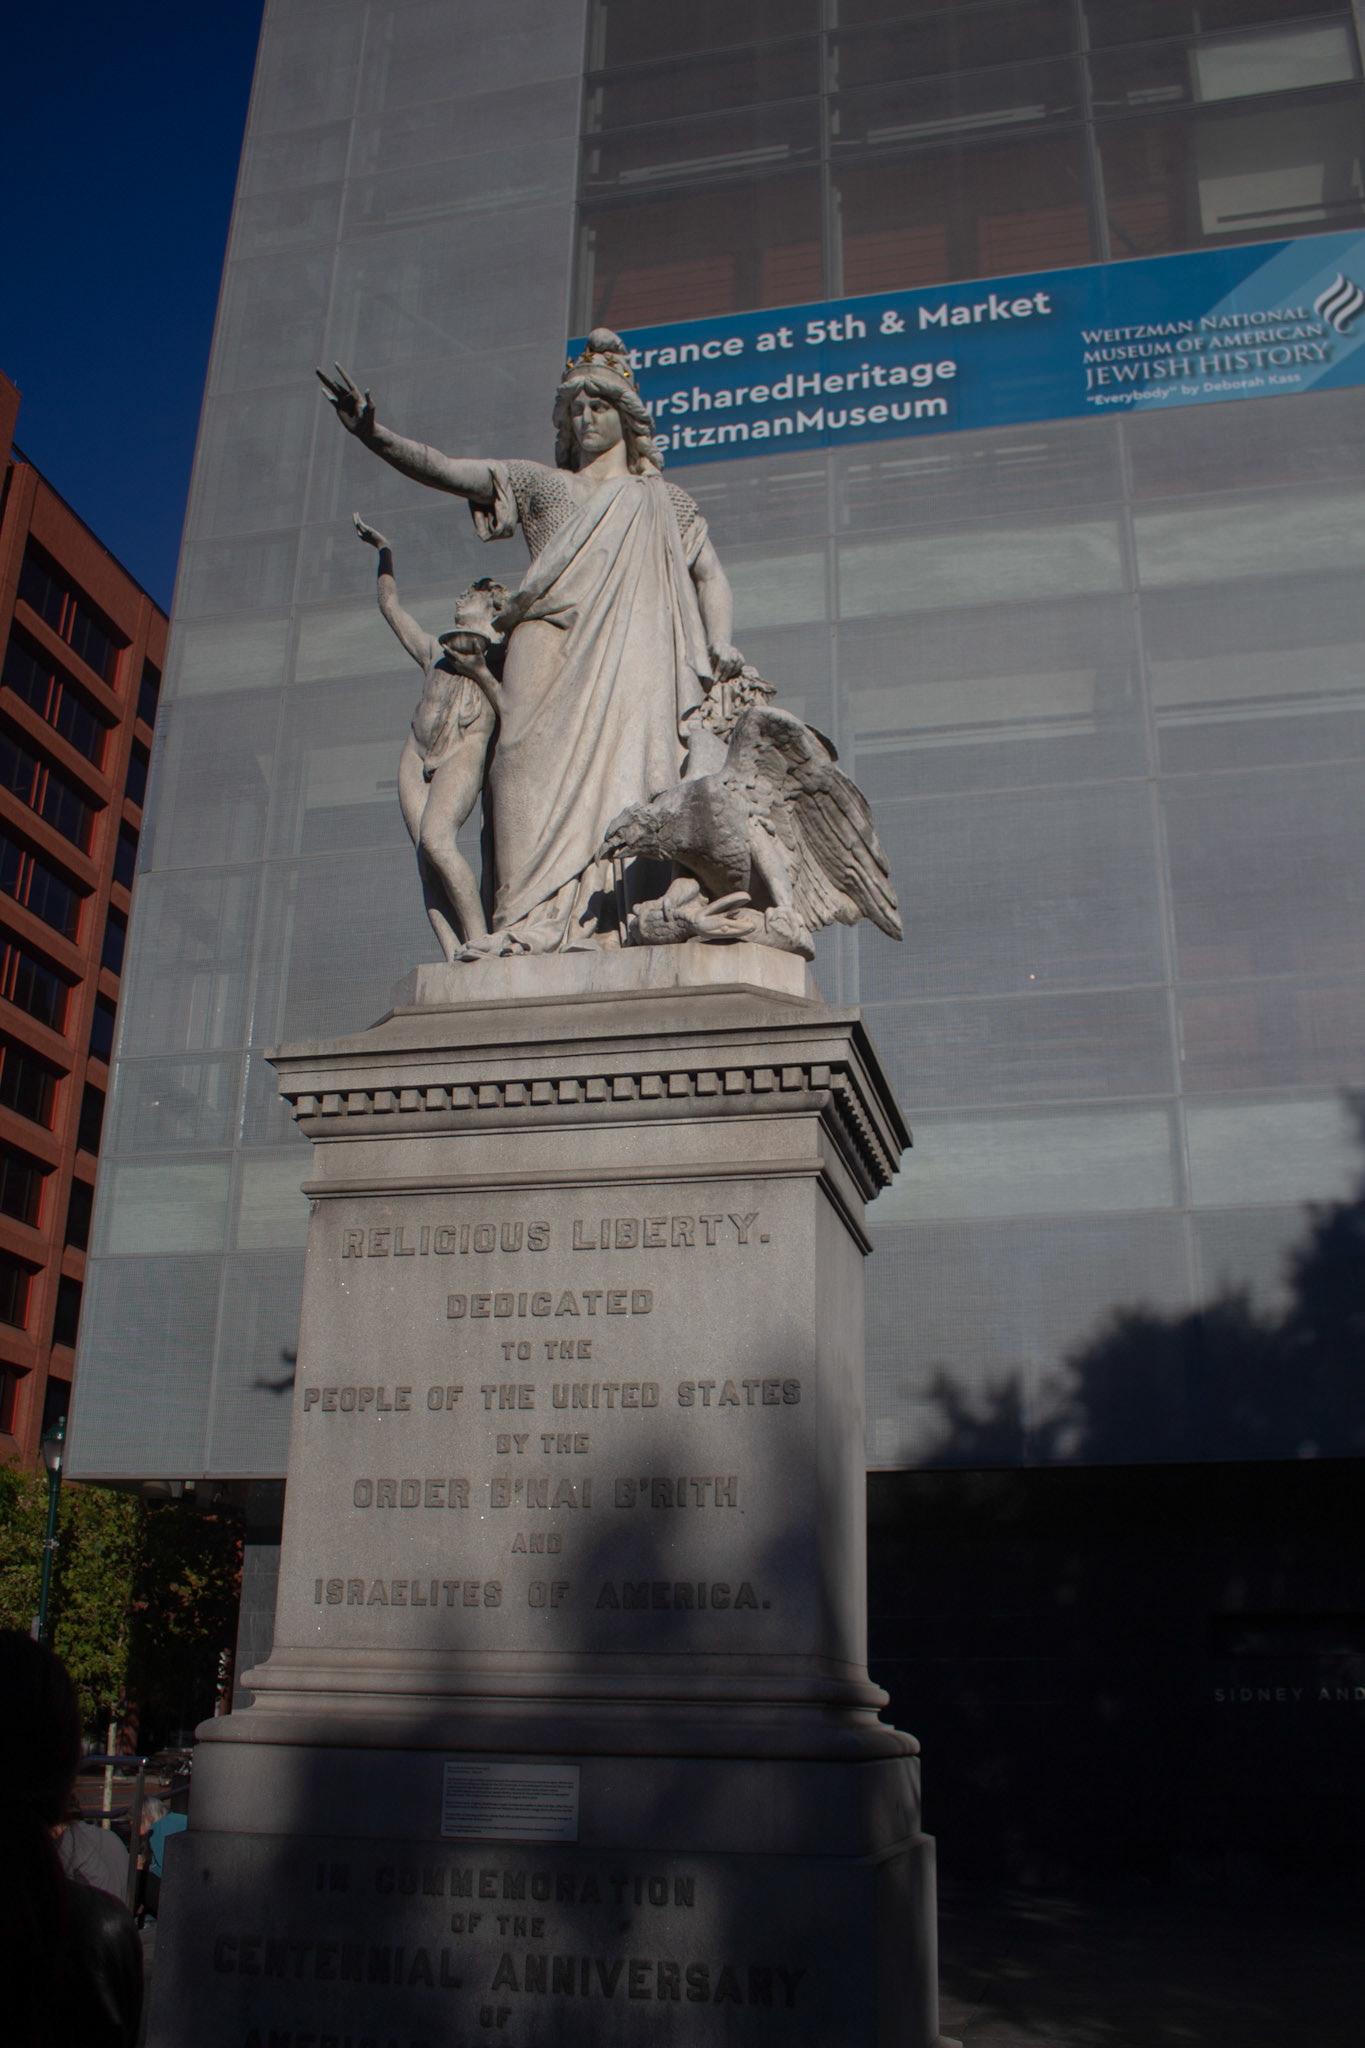 trance at 5th & Market
urSharedHeritage
eitzmanMuseum
WEITZMAN NATIONAL
MUSEUM OF AMERICAN
JEWISH HISTORY
"Everybody" by Deborah Kass
RELIGIOUS LIBERTY.
DEDICATED
TO THE
PEOPLE OF THE UNITED STATES
BY THE
ORDER B'NAI B'RITH
AND
ISRAELITES OF AMERICA.
SIDNEY AND
IN COMMEMORATION
OF THE
CENTENNIAL ANNIVERSARY
OF
AMERICAN